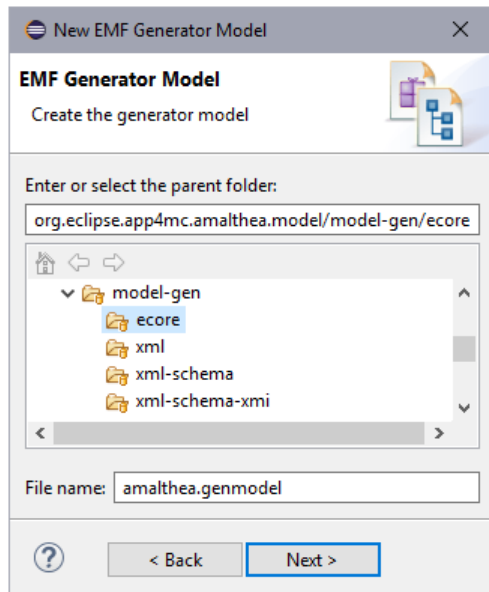 New EMF Generator Model
EMF Generator Model
Create the generator model
Enter or select the parent folder:
org.eclipse.app4mc.amalthea.model/model-gen/ecore
model-gen
ecore
xml
xml-schema
xml-schema-xmi
File name: amalthea.genmodel
? < Back Next >